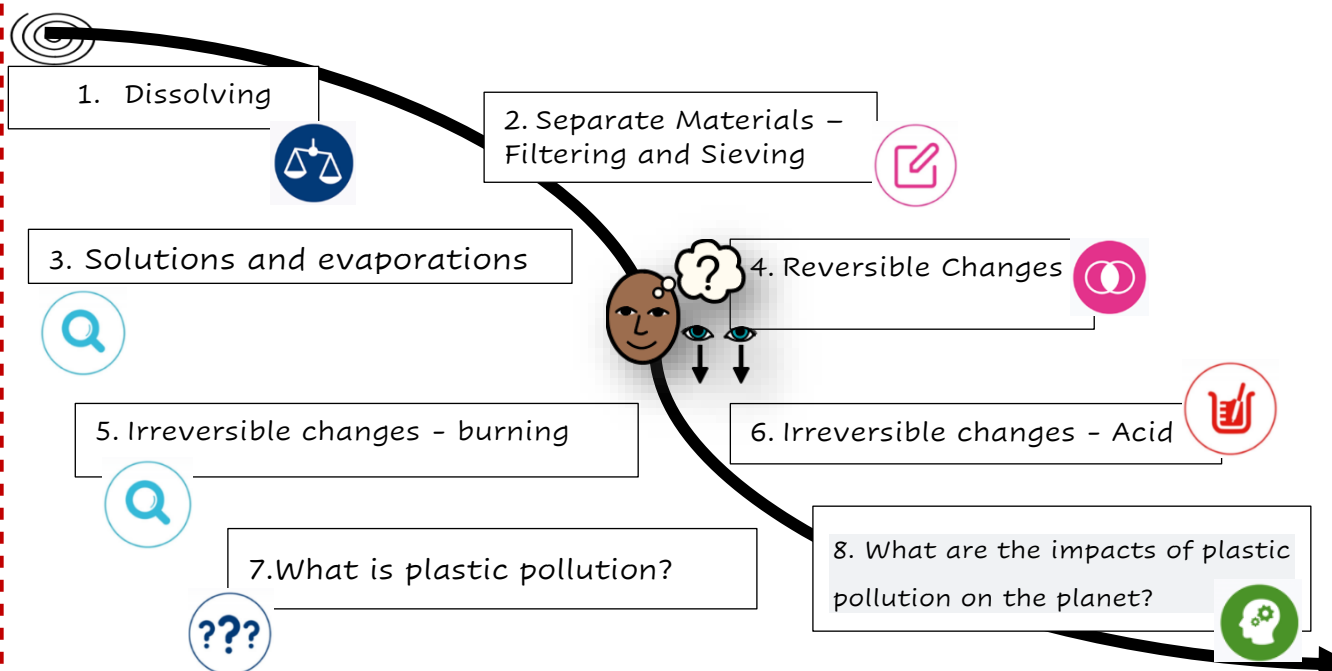 1. Dissolving
2. Separate Materials –
Filtering and Sieving
3. Solutions and evaporations
?
4. Reversible Changes
5. Irreversible changes - burning
6. Irreversible changes - Acid
7.What is plastic pollution?
8. What are the impacts of plastic
pollution on the planet?
???